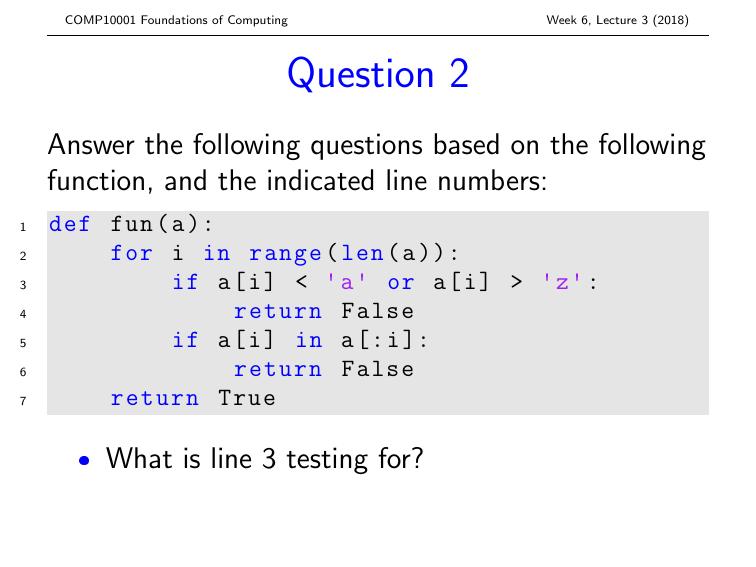 COMP10001 Foundations of Computing Week 6, Lecture 3 (2018)
Question 2
Answer the following questions based on the following
function, and the indicated line numbers:
1 def fun(a):
2     for i in range(len(a)):
3         if a[i] < 'a' or a[i] > 'z':
4             return False
5         if a[i] in a[:i]:
6             return False
7     return True
• What is line 3 testing for?